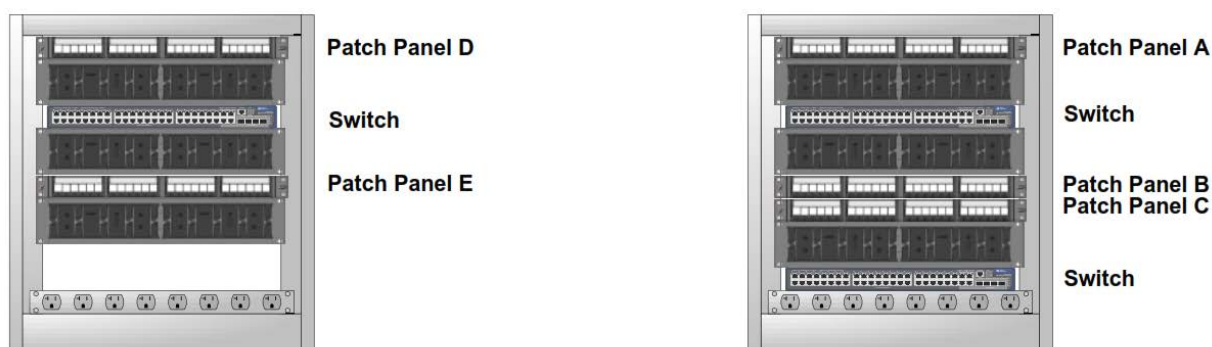 Patch Panel D
Switch
Patch Panel E
Patch Panel A
Switch
Patch Panel B
Patch Panel C
Switch